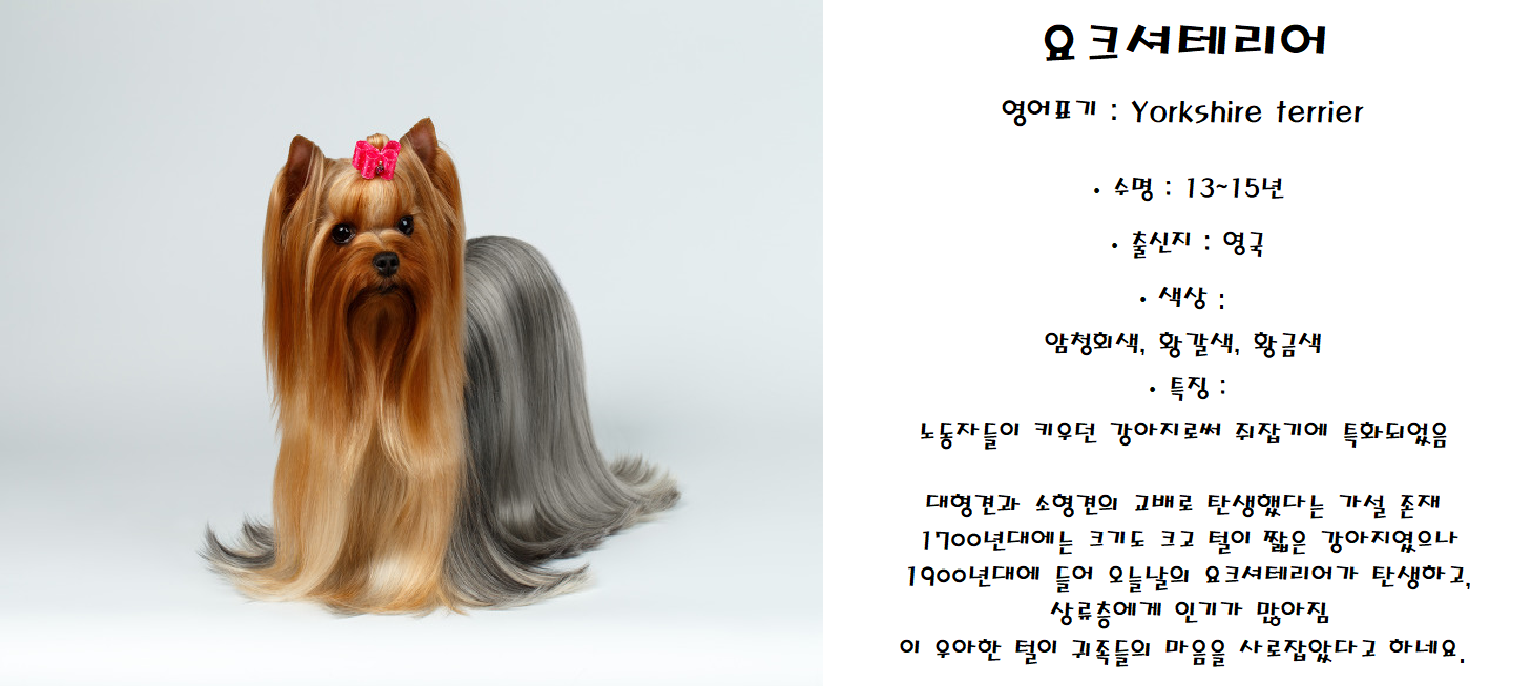 요크셔테리어
영어표기 : Yorkshire terrier
• 수명 : 13~15년
• 출신지 : 영국
• 색상 :
암청회색, 황갈색, 황금색
• 특징 :
노동자들이 키우던 강아지로써 쥐잡기에 특화되었음
대형견과 소형견의 교배로 탄생했다는 가설 존재
1700년대에는 크기도 크고 털이 짧은 강아지였으나
1900년대에 들어 오늘날의 요크셔테리어가 탄생하고,
상류층에게 인기가 많아짐
이 우아한 털이 귀족들의 마음을 사로잡았다고 하네요.